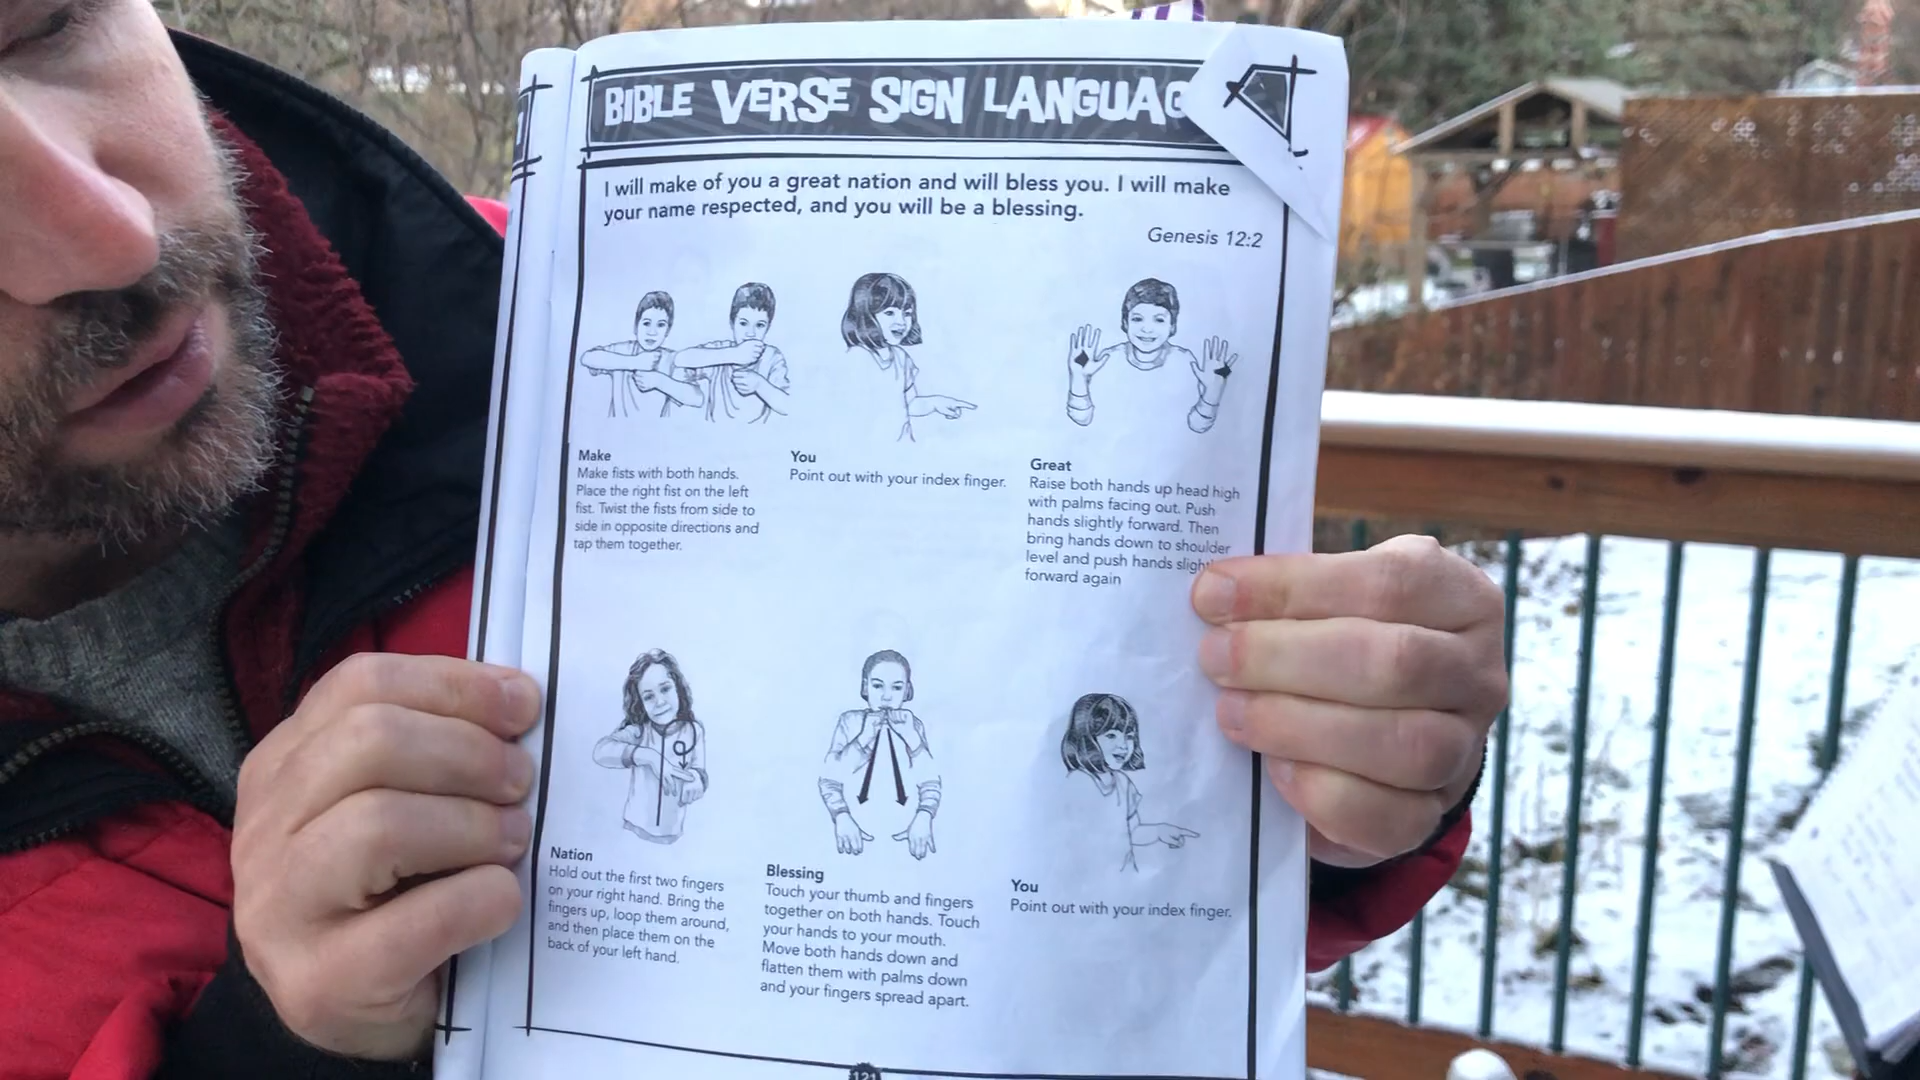 BIBLE VERSE SIGN LANGUAG
I will make of you a great nation and will bless you. I will make
your name respected, and you will be a blessing.
Genesis 12:2
Make
Make fists with both hands.
Place the right fist on the left
fist. Twist the fists from side to
side in opposite directions and
tap them together.
You
Point out with your index finger.
Great
Raise both hands up head high
with palms facing out. Push
hands slightly forward. Then
bring hands down to shoulder
level and push hands slight
forward again
Nation
Hold out the first two fingers
on your right hand. Bring the
fingers up, loop them around,
and then place them on the
back of your left hand.
Blessing
Touch your thumb and fingers
together on both hands. Touch
your hands to your mouth.
Move both hands down and
flatten them with palms down
and your fingers spread apart.
You
Point out with your index finger.
121